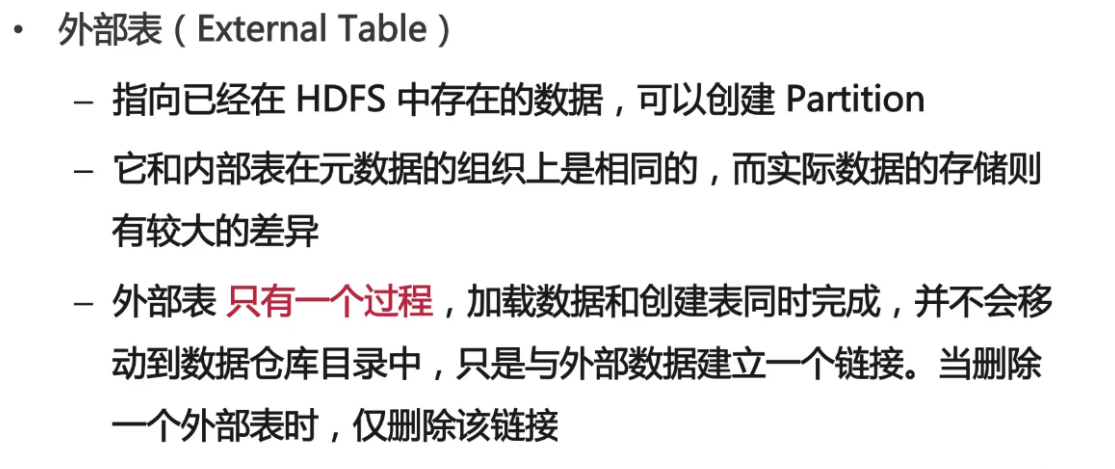 • 外部表（External Table）
– 指向已经在 HDFS 中存在的数据，可以创建 Partition
– 它和内部表在元数据的组织上是相同的，而实际数据的存储则
有较大的差异
– 外部表 只有一个过程，加载数据和创建表同时完成，并不会移
动到数据仓库目录中，只是与外部数据建立一个链接。当删除
一个外部表时，仅删除该链接